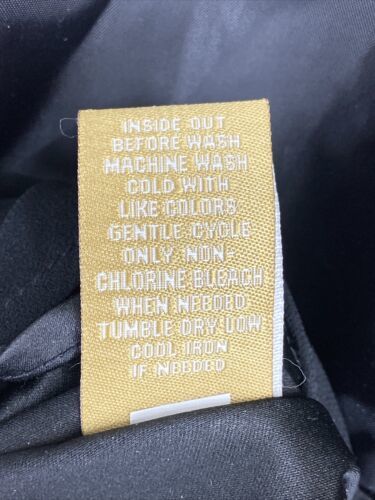 INSIDE OUT
BEFORE WASH
MACHINE WASH
COLD WITH
LIKE COLORS
GENTLE CYCLE
ONLY NON-
CHLORINE BLEACH
WHEN NEEDED
TUMBLE DRY LOW
COOL IRON
IF NEEDED